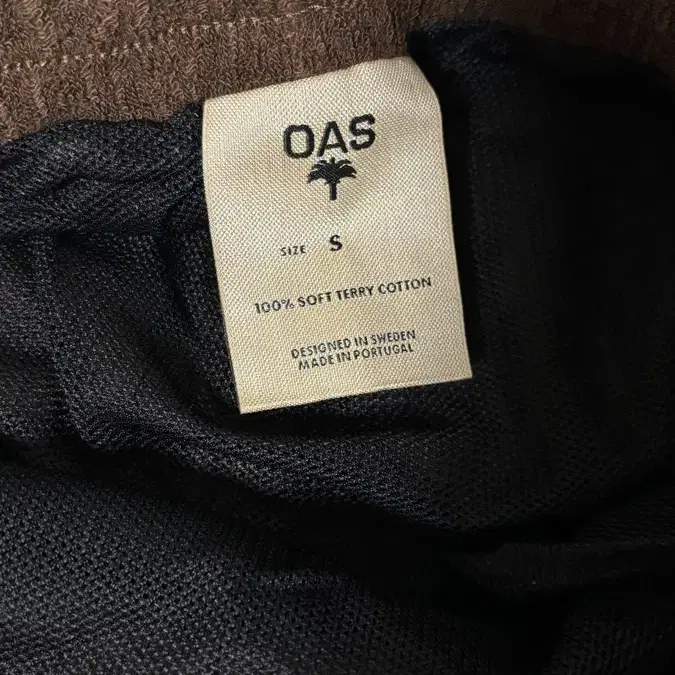 OAS
SIZE S
100% SOFT TERRY COTTON
DESIGNED IN SWEDEN
MADE IN PORTUGAL